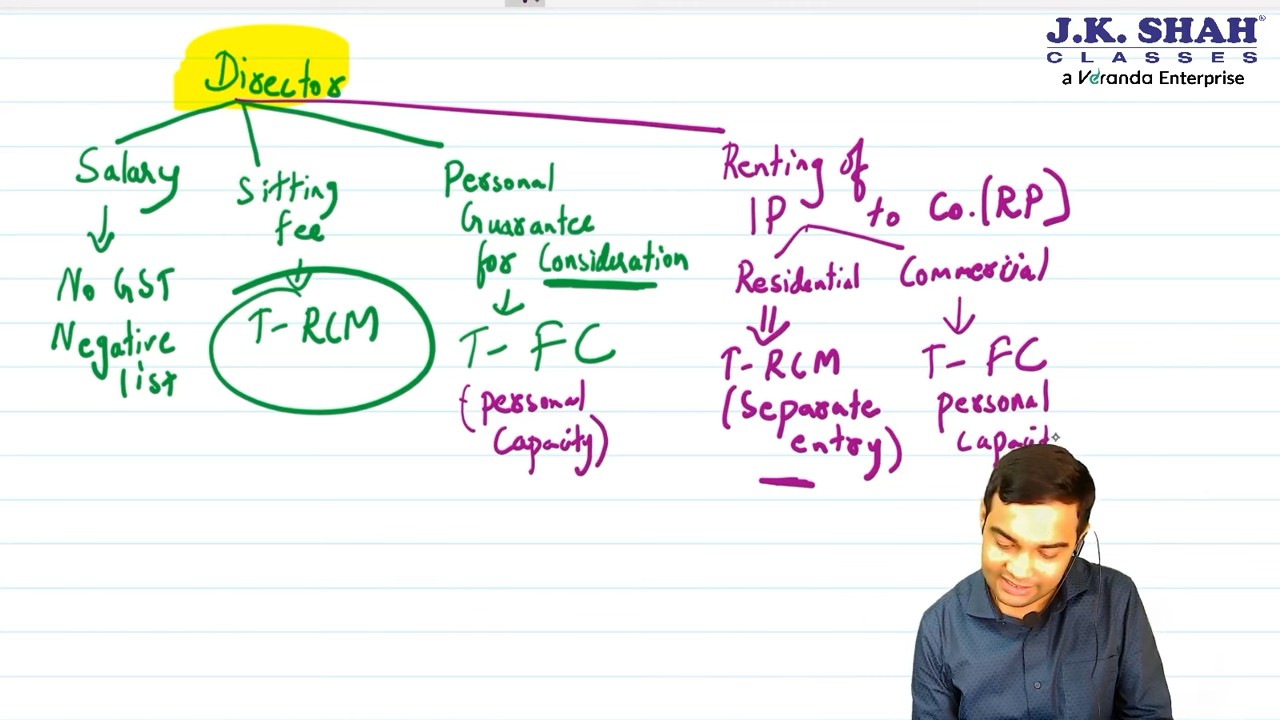 J.K. SHAH®
CLASSES
a Veranda Enterprise
Director
Salary
No GST
Negative
list
Sitting
fee
T- RCM
Personal
Guarantee
for Consideration
T- FC
(personal
capacity)
Renting of
IP to Co. (RP)
Residential
T-RCM
(Separate
entry)
Commercial
T- FC
personal